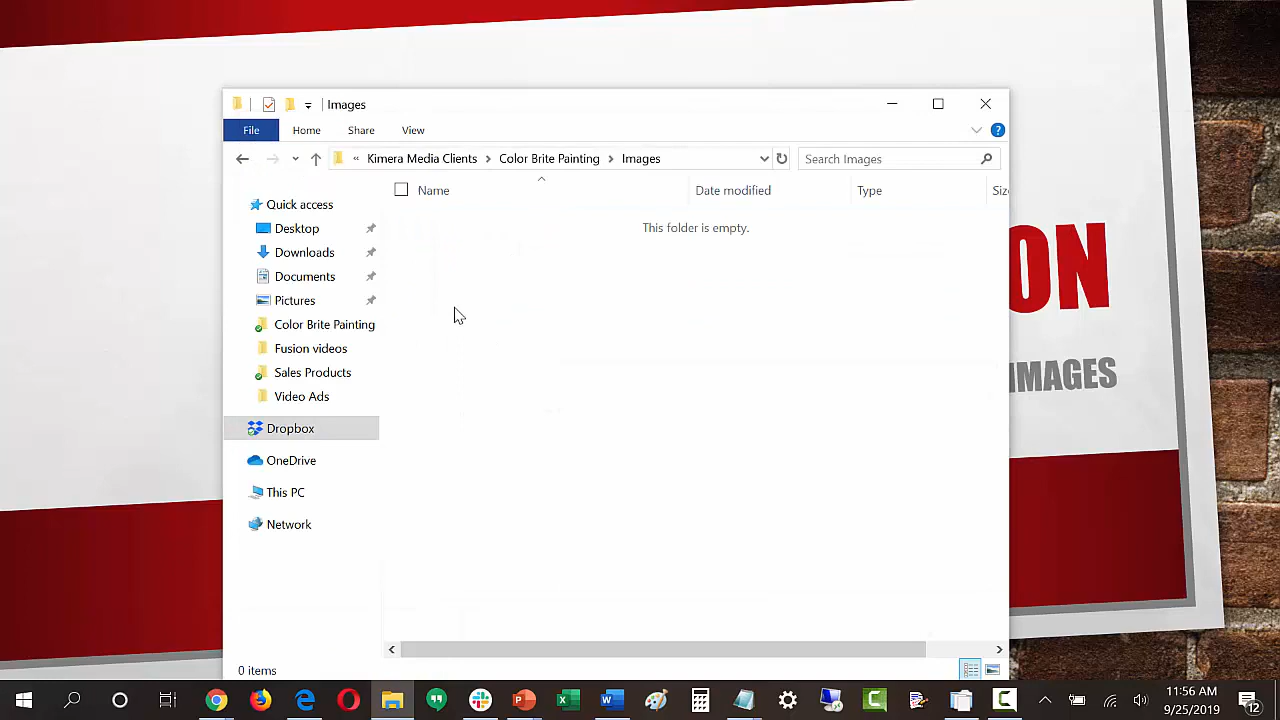 Images
File Home Share View
« Kimera Media Clients Color Brite Painting Images Search Images
Name Date modified Type Siz
This folder is empty.
Quick access
Desktop
Downloads
Documents
Pictures
Color Brite Painting
Fusion videos
Sales Products
Video Ads
Dropbox
OneDrive
This PC
Network
0 items
ON
IMAGES
11:56 AM
9/25/2019
12